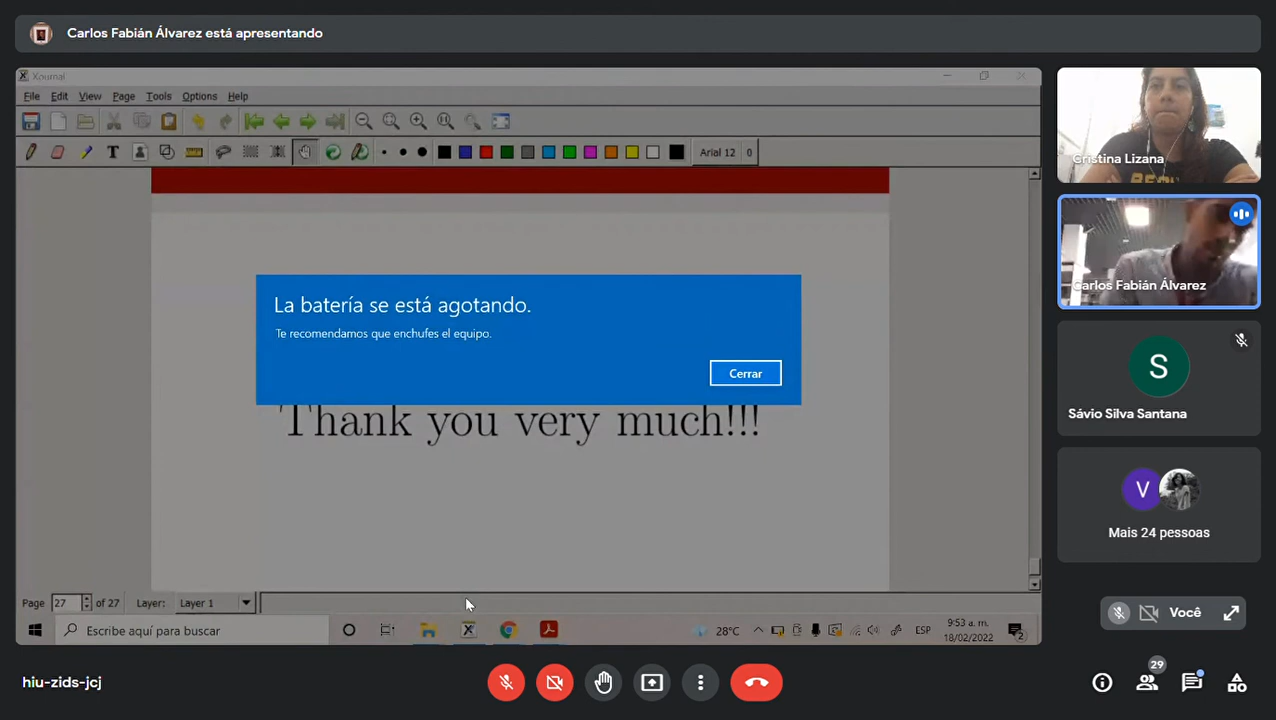 Carlos Fabián Álvarez está apresentando
Xournal
File Edit View Page Tools Options Help
T
Arial 12 0
La batería se está agotando.
Te recomendamos que enchufes el equipo.
Cerrar
Thank you very much!!!
Page 27 of 27 Layer: Layer 1
Escribe aquí para buscar
28°C
ESP
9:53 a. m.
18/02/2022
2
Cristina Lizana
Carlos Fabián Álvarez
S
Sávio Silva Santana
V
Mais 24 pessoas
Você
hiu-zids-jcj
29